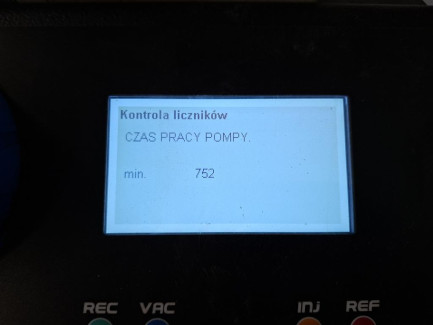 Kontrola liczników
CZAS PRACY POMPY.
min. 752
REC VAC INJ REF